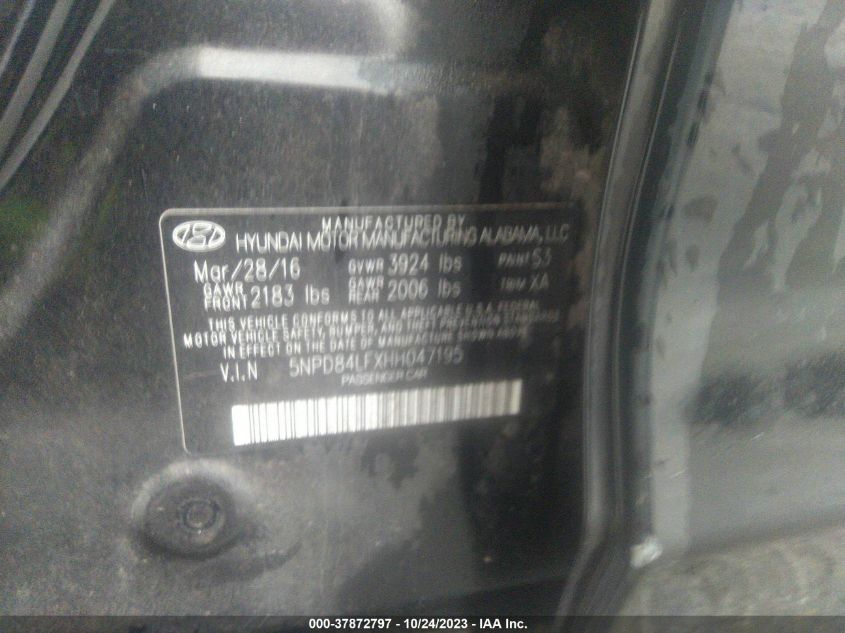 MANUFACTURED BY
HYUNDAI MOTOR MANUFACTURING ALABAMA, LLC
Mar/28/16 GVWR 3924 lbs PAINT S3
GAWR FRONT 2183 lbs GAWR REAR 2006 lbs TRIM XA
THIS VEHICLE CONFORMS TO ALL APPLICABLE U.S.A. FEDERAL
MOTOR VEHICLE SAFETY, BUMPER, AND THEFT PREVENTION STANDARDS
IN EFFECT ON THE DATE OF MANUFACTURE SHOWN ABOVE
V.I.N 5NPD84LFXHH047195
PASSENGER CAR
000-37872797 - 10/24/2023 - IAA Inc.